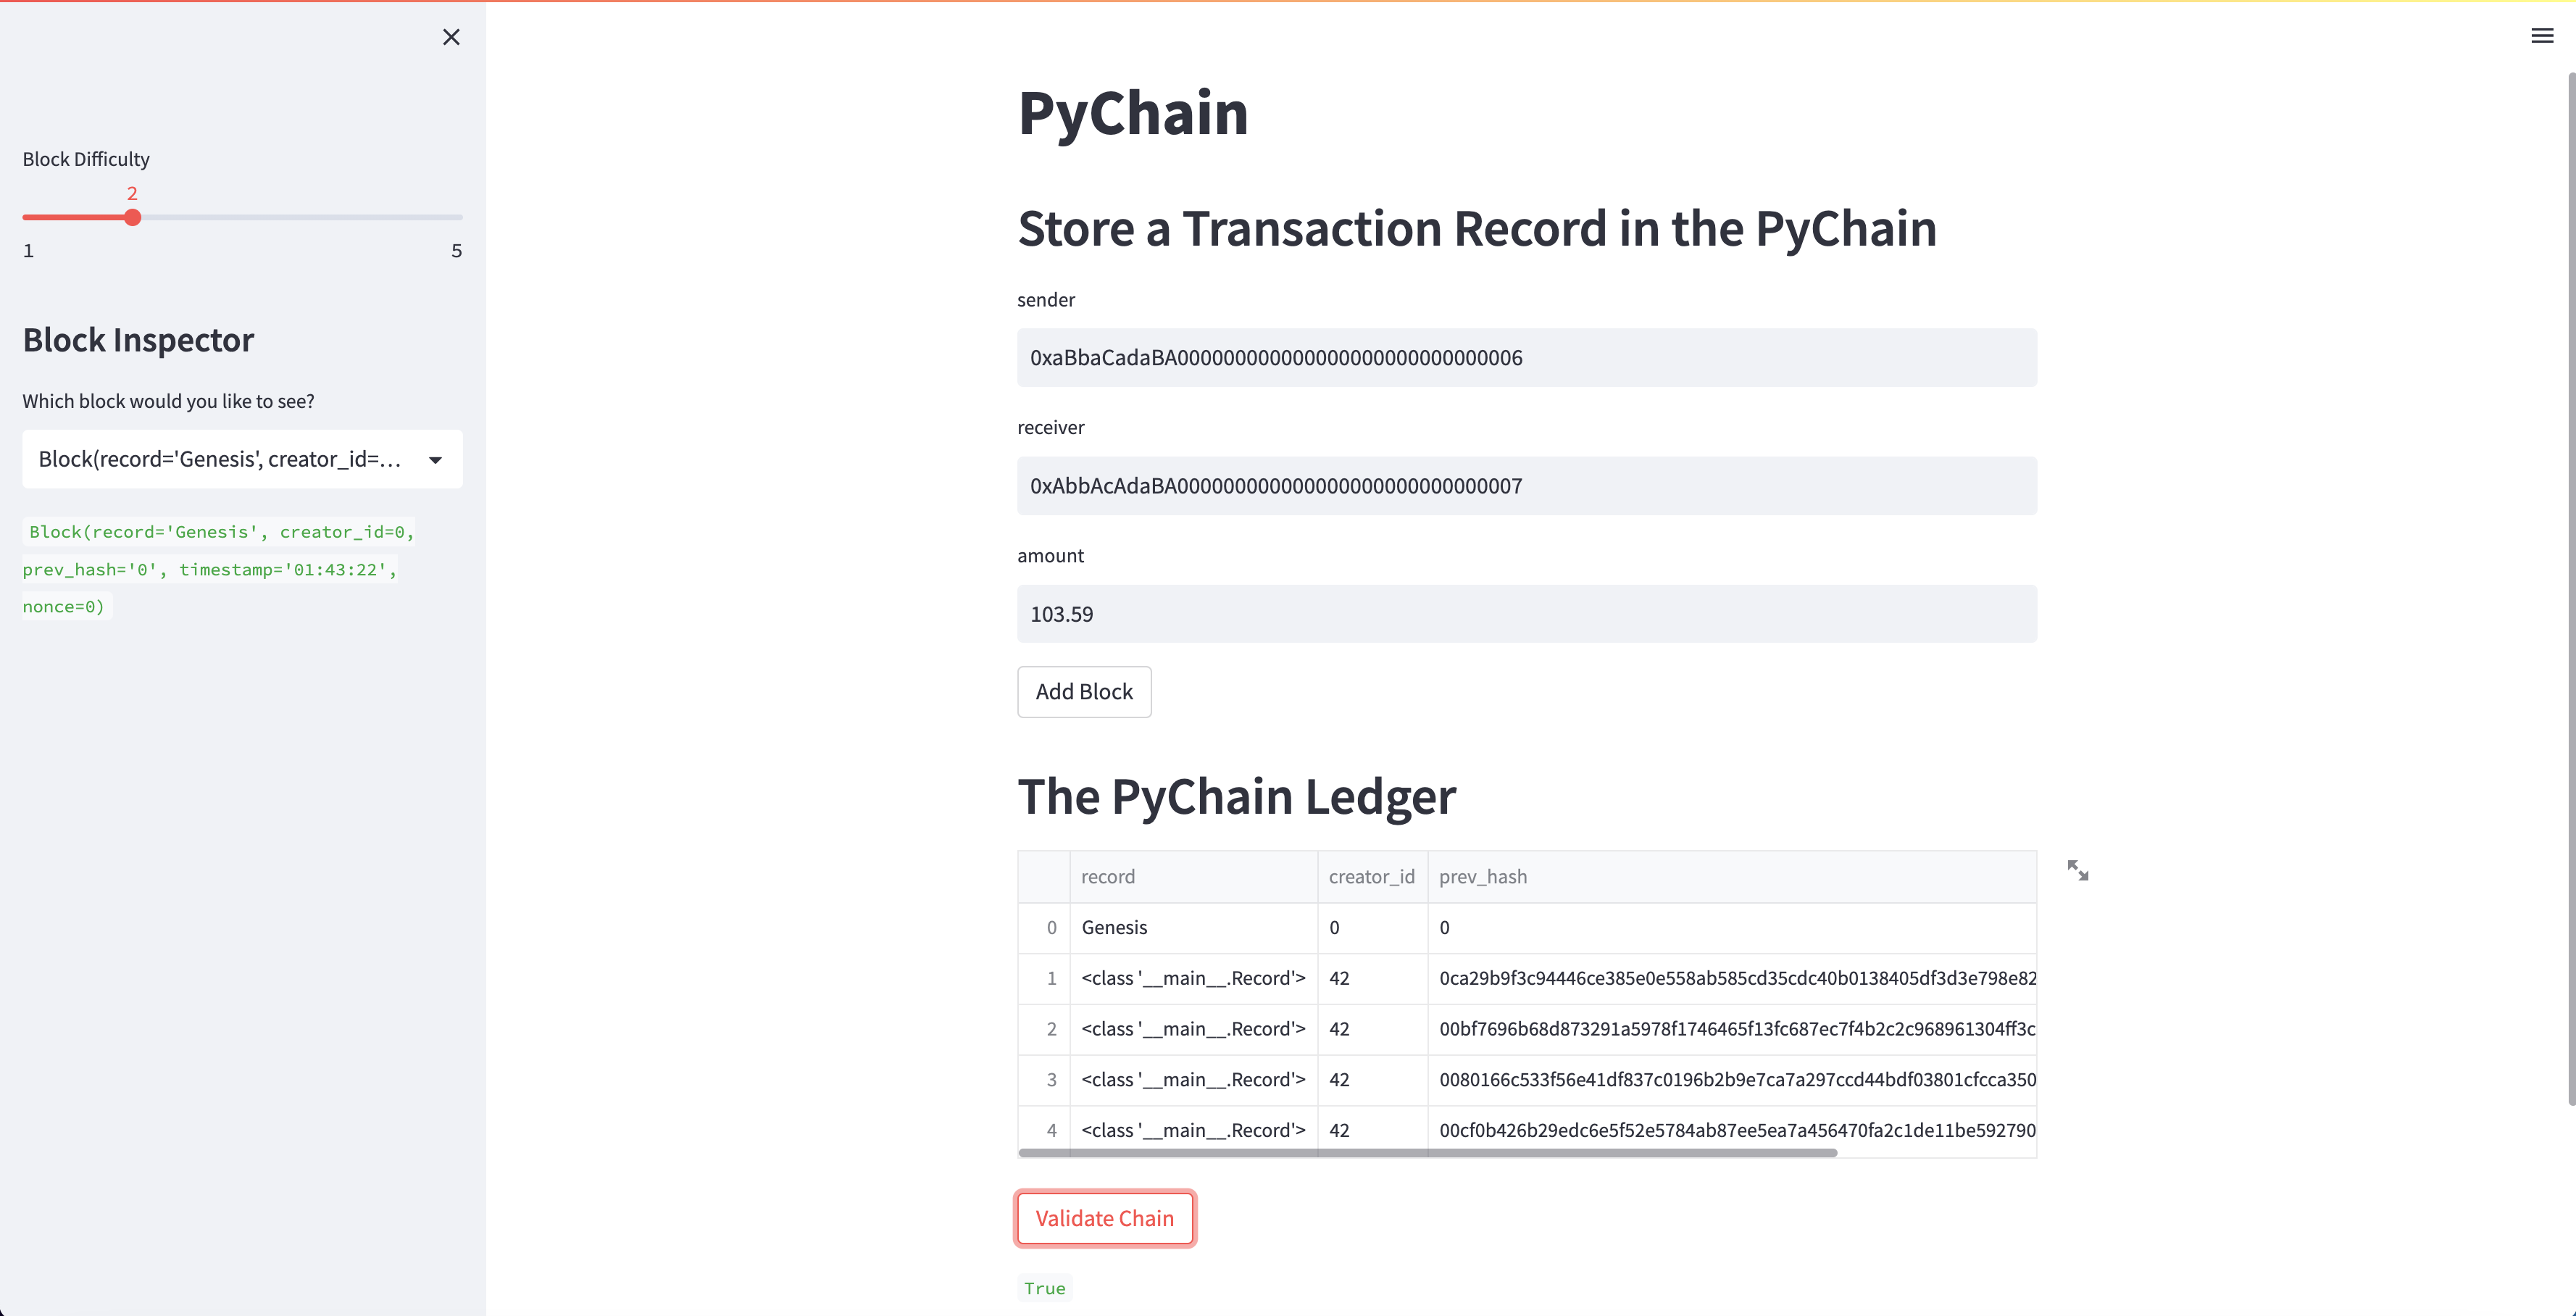 Block Difficulty
2
1 5
Block Inspector
Which block would you like to see?
Block(record='Genesis', creator_id=...
Block(record='Genesis', creator_id=0,
prev_hash='0', timestamp='01:43:22',
nonce=0)
PyChain
Store a Transaction Record in the PyChain
sender
0xaBbaCadaBA000000000000000000000000000006
receiver
0xAbbAcAdaBA000000000000000000000000000007
amount
103.59
Add Block
The PyChain Ledger
record creator_id prev_hash
0 Genesis 0 0
1 <class '__main__.Record'> 42 0ca29b9f3c94446ce385e0e558ab585cd35cdc40b0138405df3d3e798e82
2 <class '__main__.Record'> 42 00bf7696b68d873291a5978f1746465f13fc687ec7f4b2c2c968961304ff3c
3 <class '__main__.Record'> 42 0080166c533f56e41df837c0196b2b9e7ca7a297ccd44bdf03801cfcca350
4 <class '__main__.Record'> 42 00cf0b426b29edc6e5f52e5784ab87ee5ea7a456470fa2c1de11be592790
Validate Chain
True